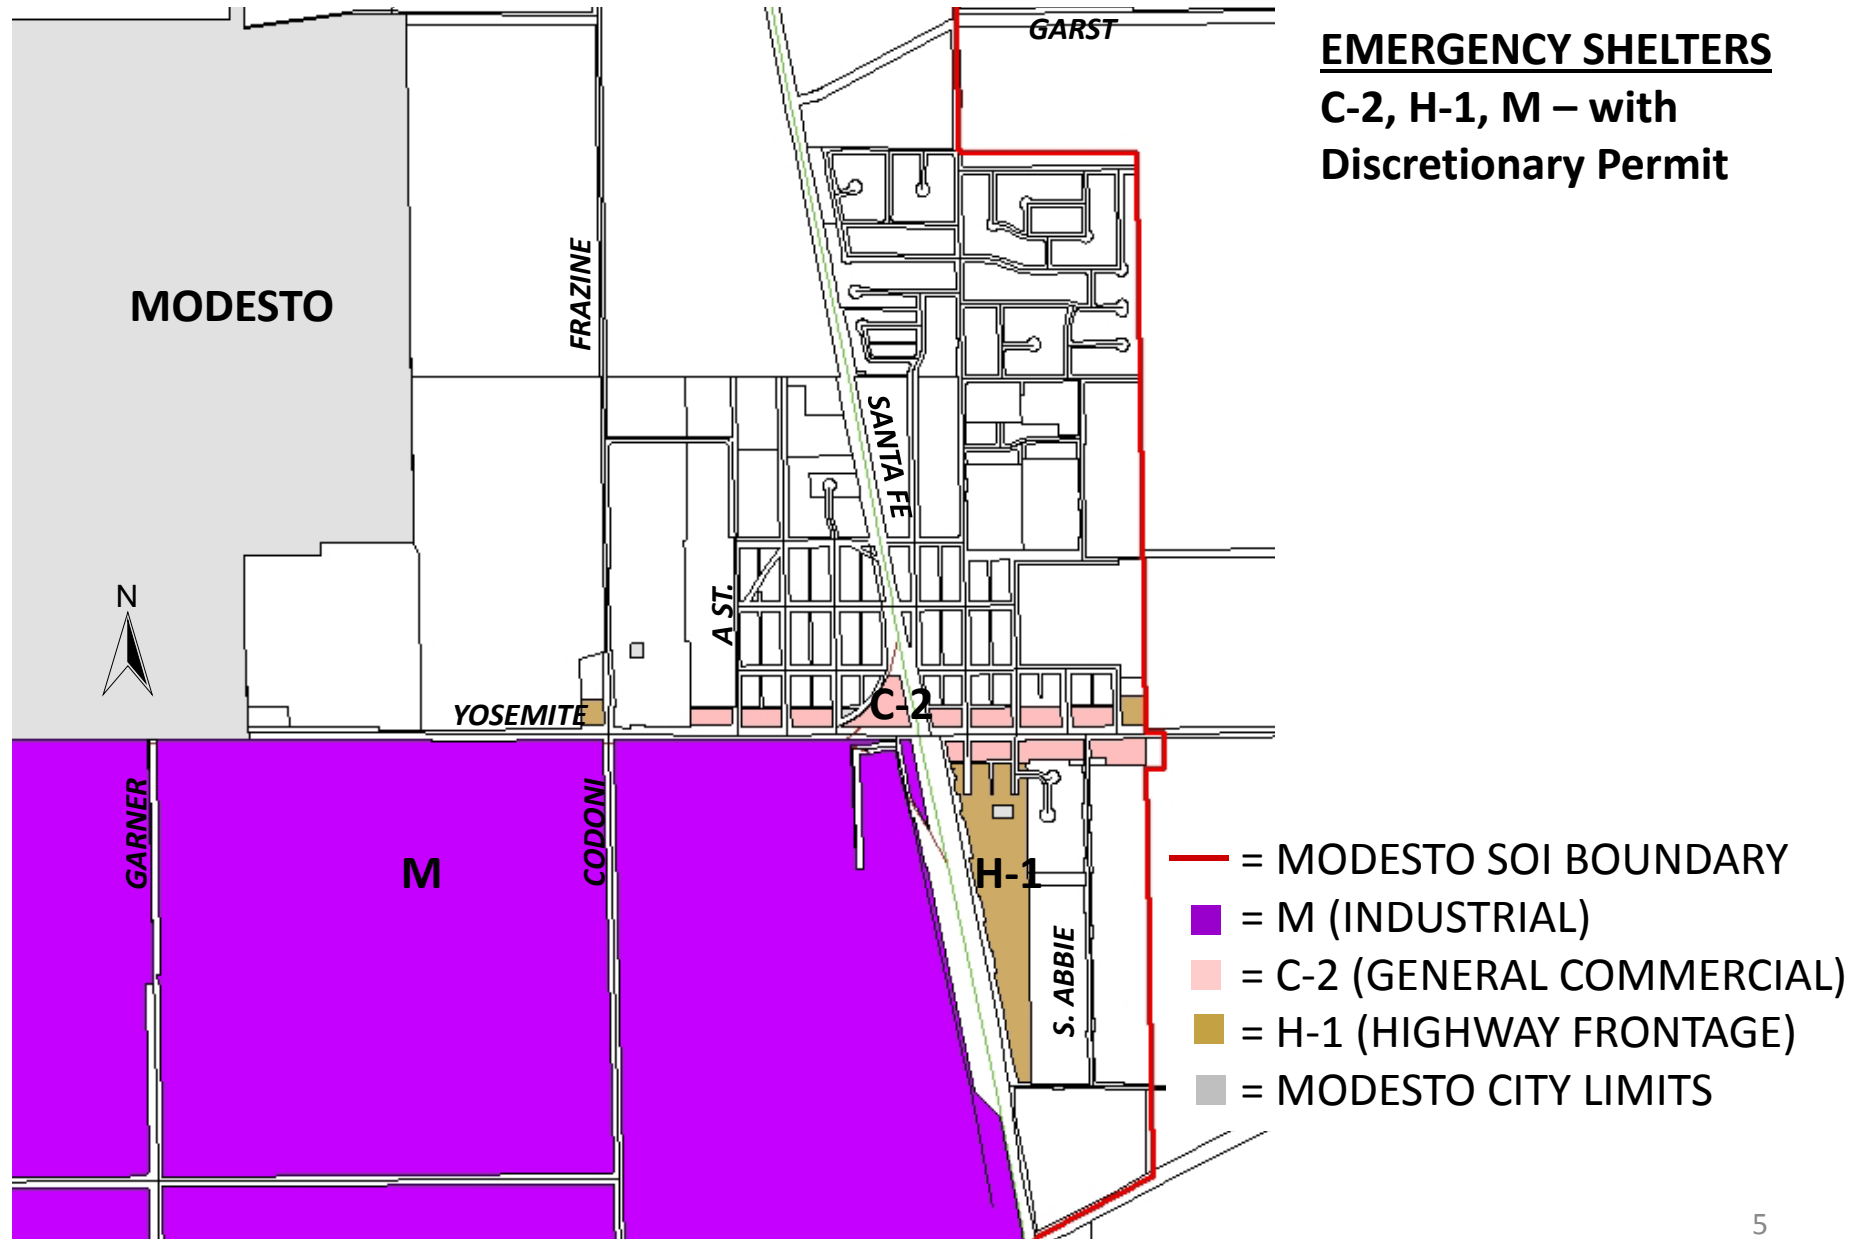 GARST
EMERGENCY SHELTERS
C-2, H-1, M – with
Discretionary Permit
FRAZINE
MODESTO
SANTA FE
N
A ST.
C-2
YOSEMITE
GARNER
CODONI
M
H-1
S. ABBIE
= MODESTO SOI BOUNDARY
= M (INDUSTRIAL)
= C-2 (GENERAL COMMERCIAL)
= H-1 (HIGHWAY FRONTAGE)
= MODESTO CITY LIMITS
5